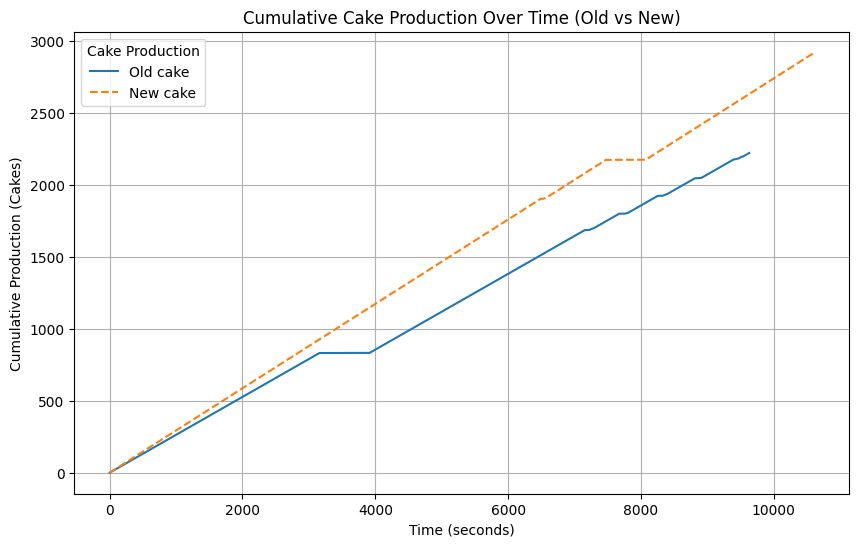 Cumulative Cake Production Over Time (Old vs New)
Cake Production
Old cake
New cake
Cumulative Production (Cakes)
3000
2500
2000
1500
1000
500
0
0 2000 4000 6000 8000 10000
Time (seconds)